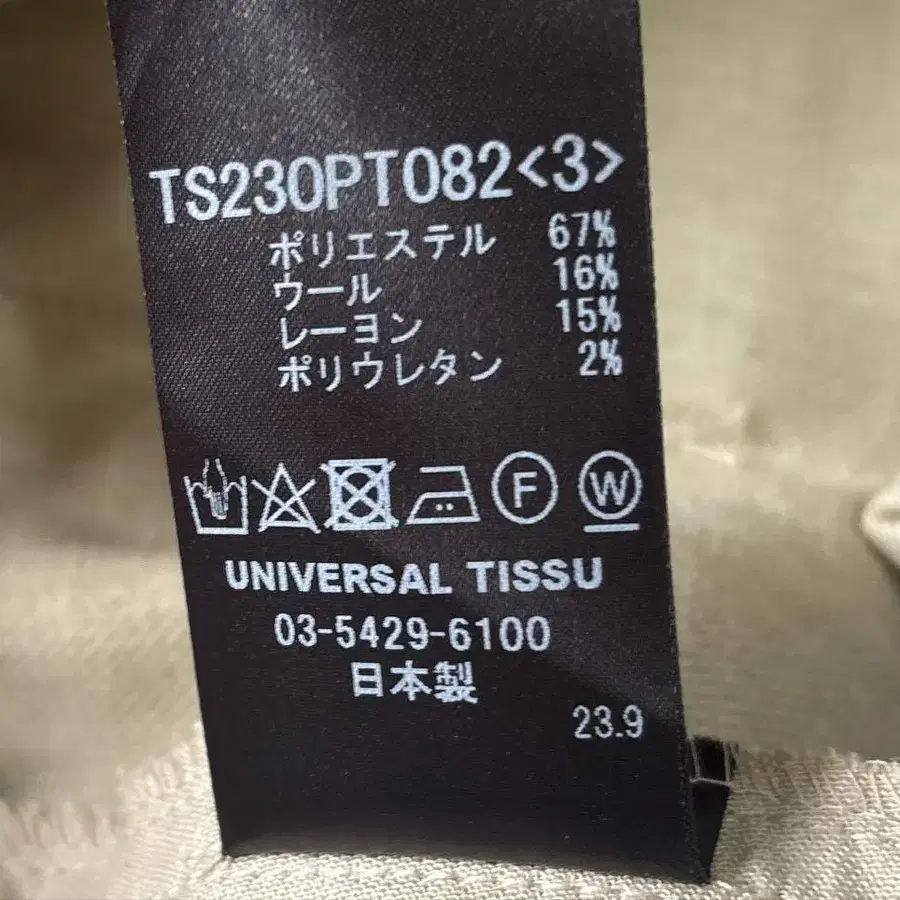 TS230PT082<3>
ポリエステル 67%
ウール 16%
レーヨン 15%
ポリウレタン 2%
F W
UNIVERSAL TISSU
03-5429-6100
日本製
23.9